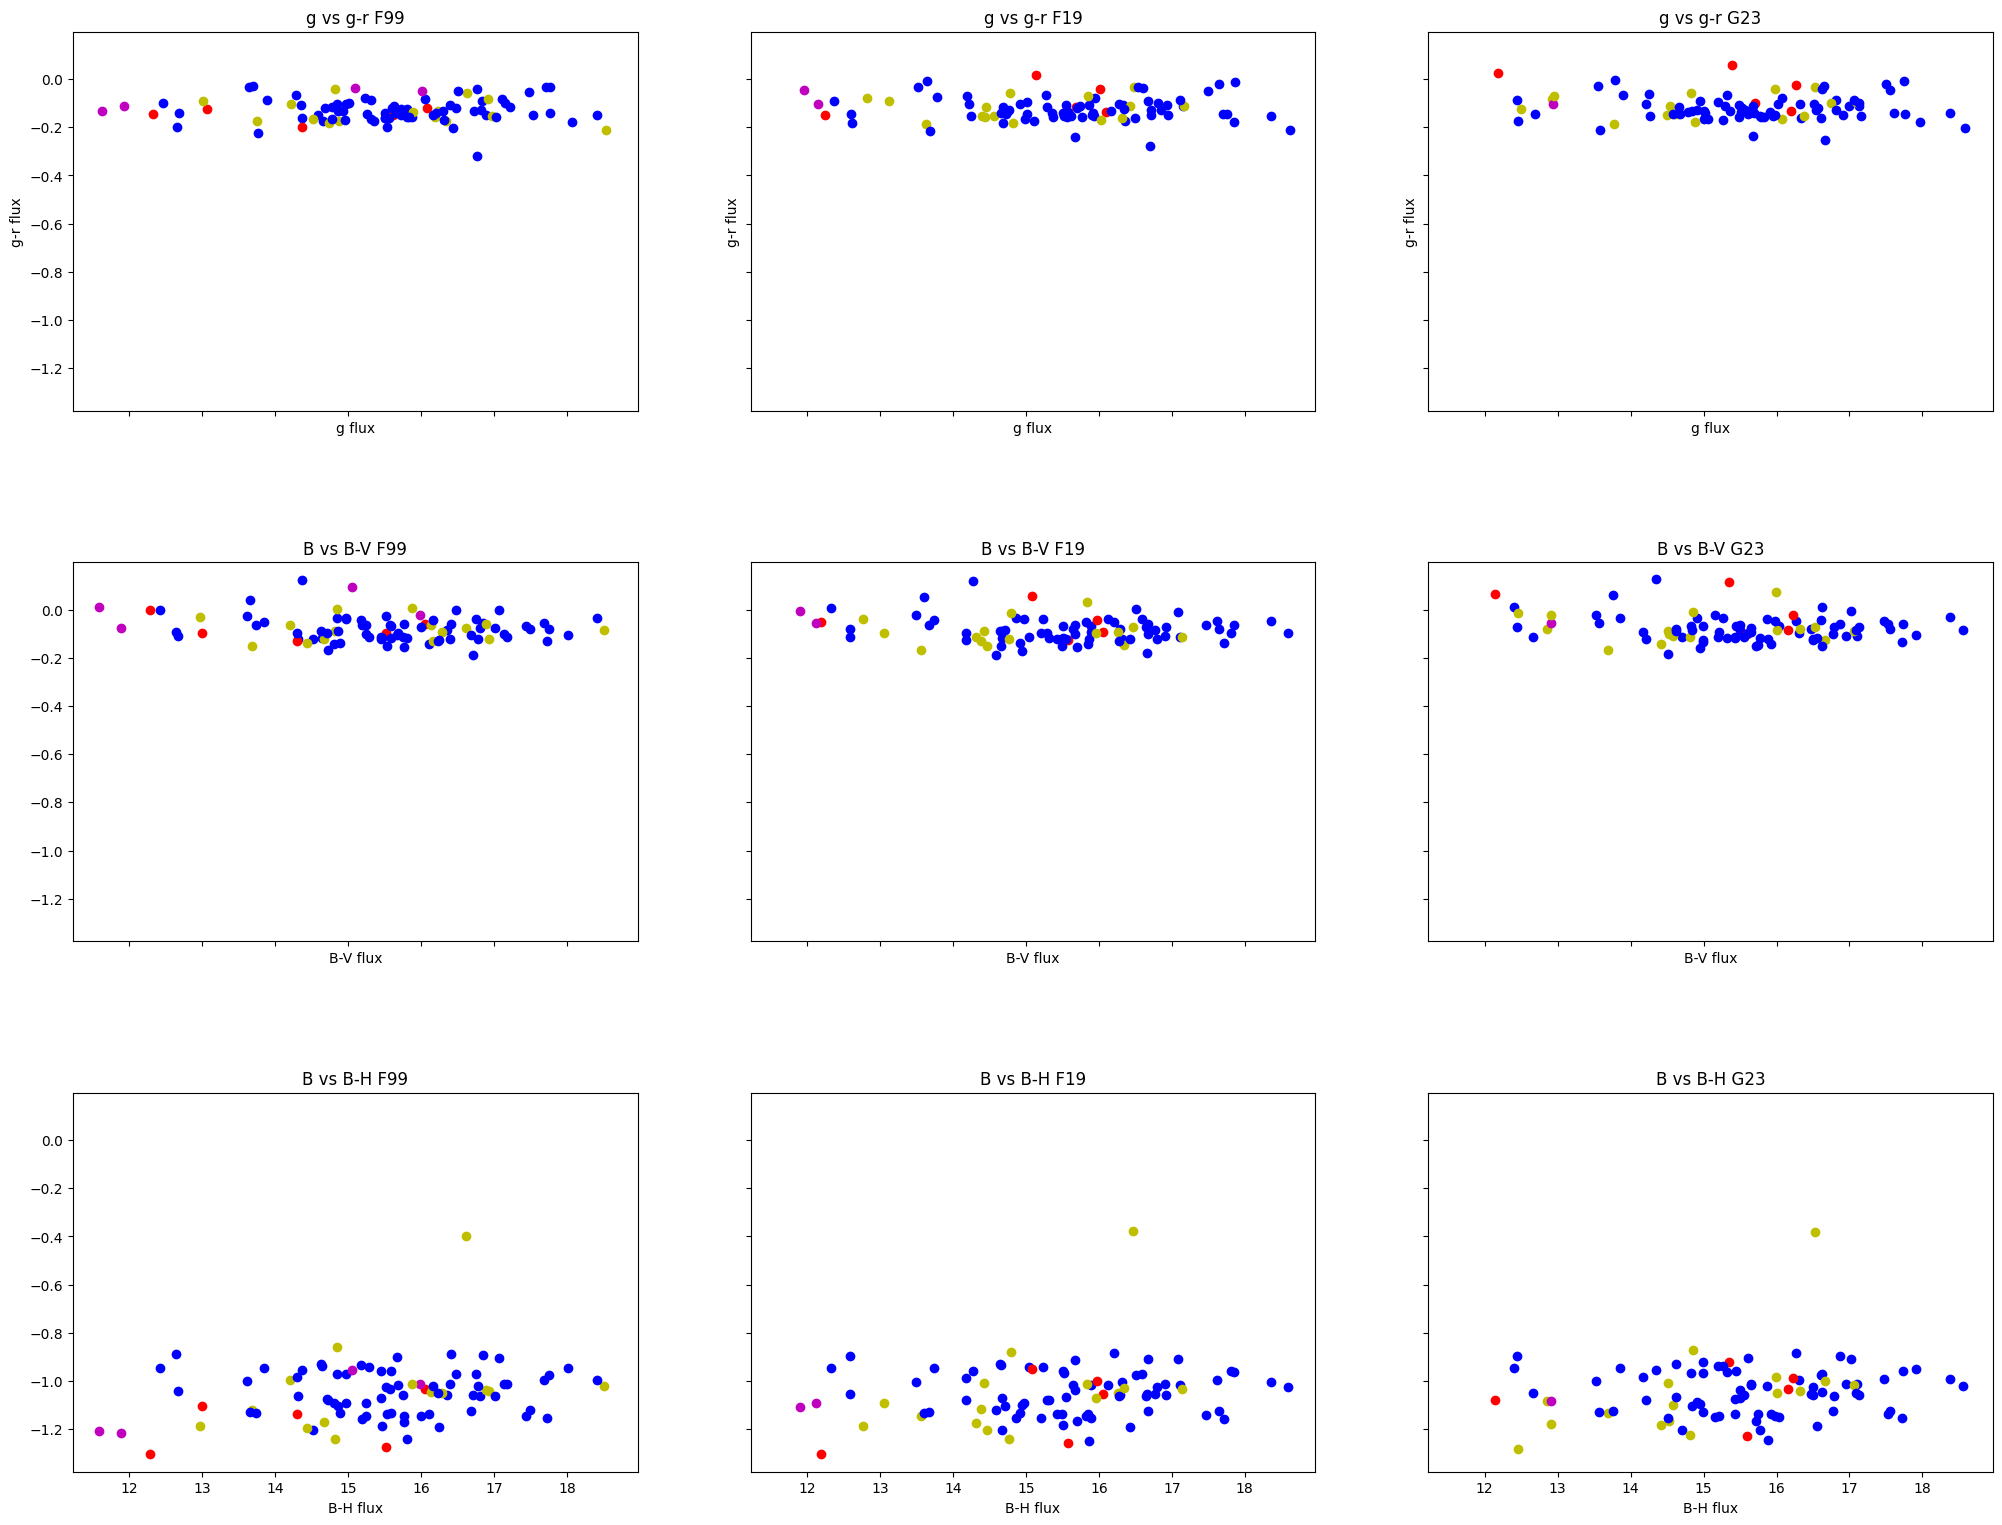 g vs g-r F99
g vs g-r F19
g vs g-r G23
0.0
−0.2
−0.4
−0.6
−0.8
−1.0
−1.2
g-r flux
g-r flux
g-r flux
g flux
g flux
g flux
B vs B-V F99
B vs B-V F19
B vs B-V G23
0.0
−0.2
−0.4
−0.6
−0.8
−1.0
−1.2
B-V flux
B-V flux
B-V flux
B vs B-H F99
B vs B-H F19
B vs B-H G23
0.0
−0.2
−0.4
−0.6
−0.8
−1.0
−1.2
12 13 14 15 16 17 18
12 13 14 15 16 17 18
12 13 14 15 16 17 18
B-H flux
B-H flux
B-H flux